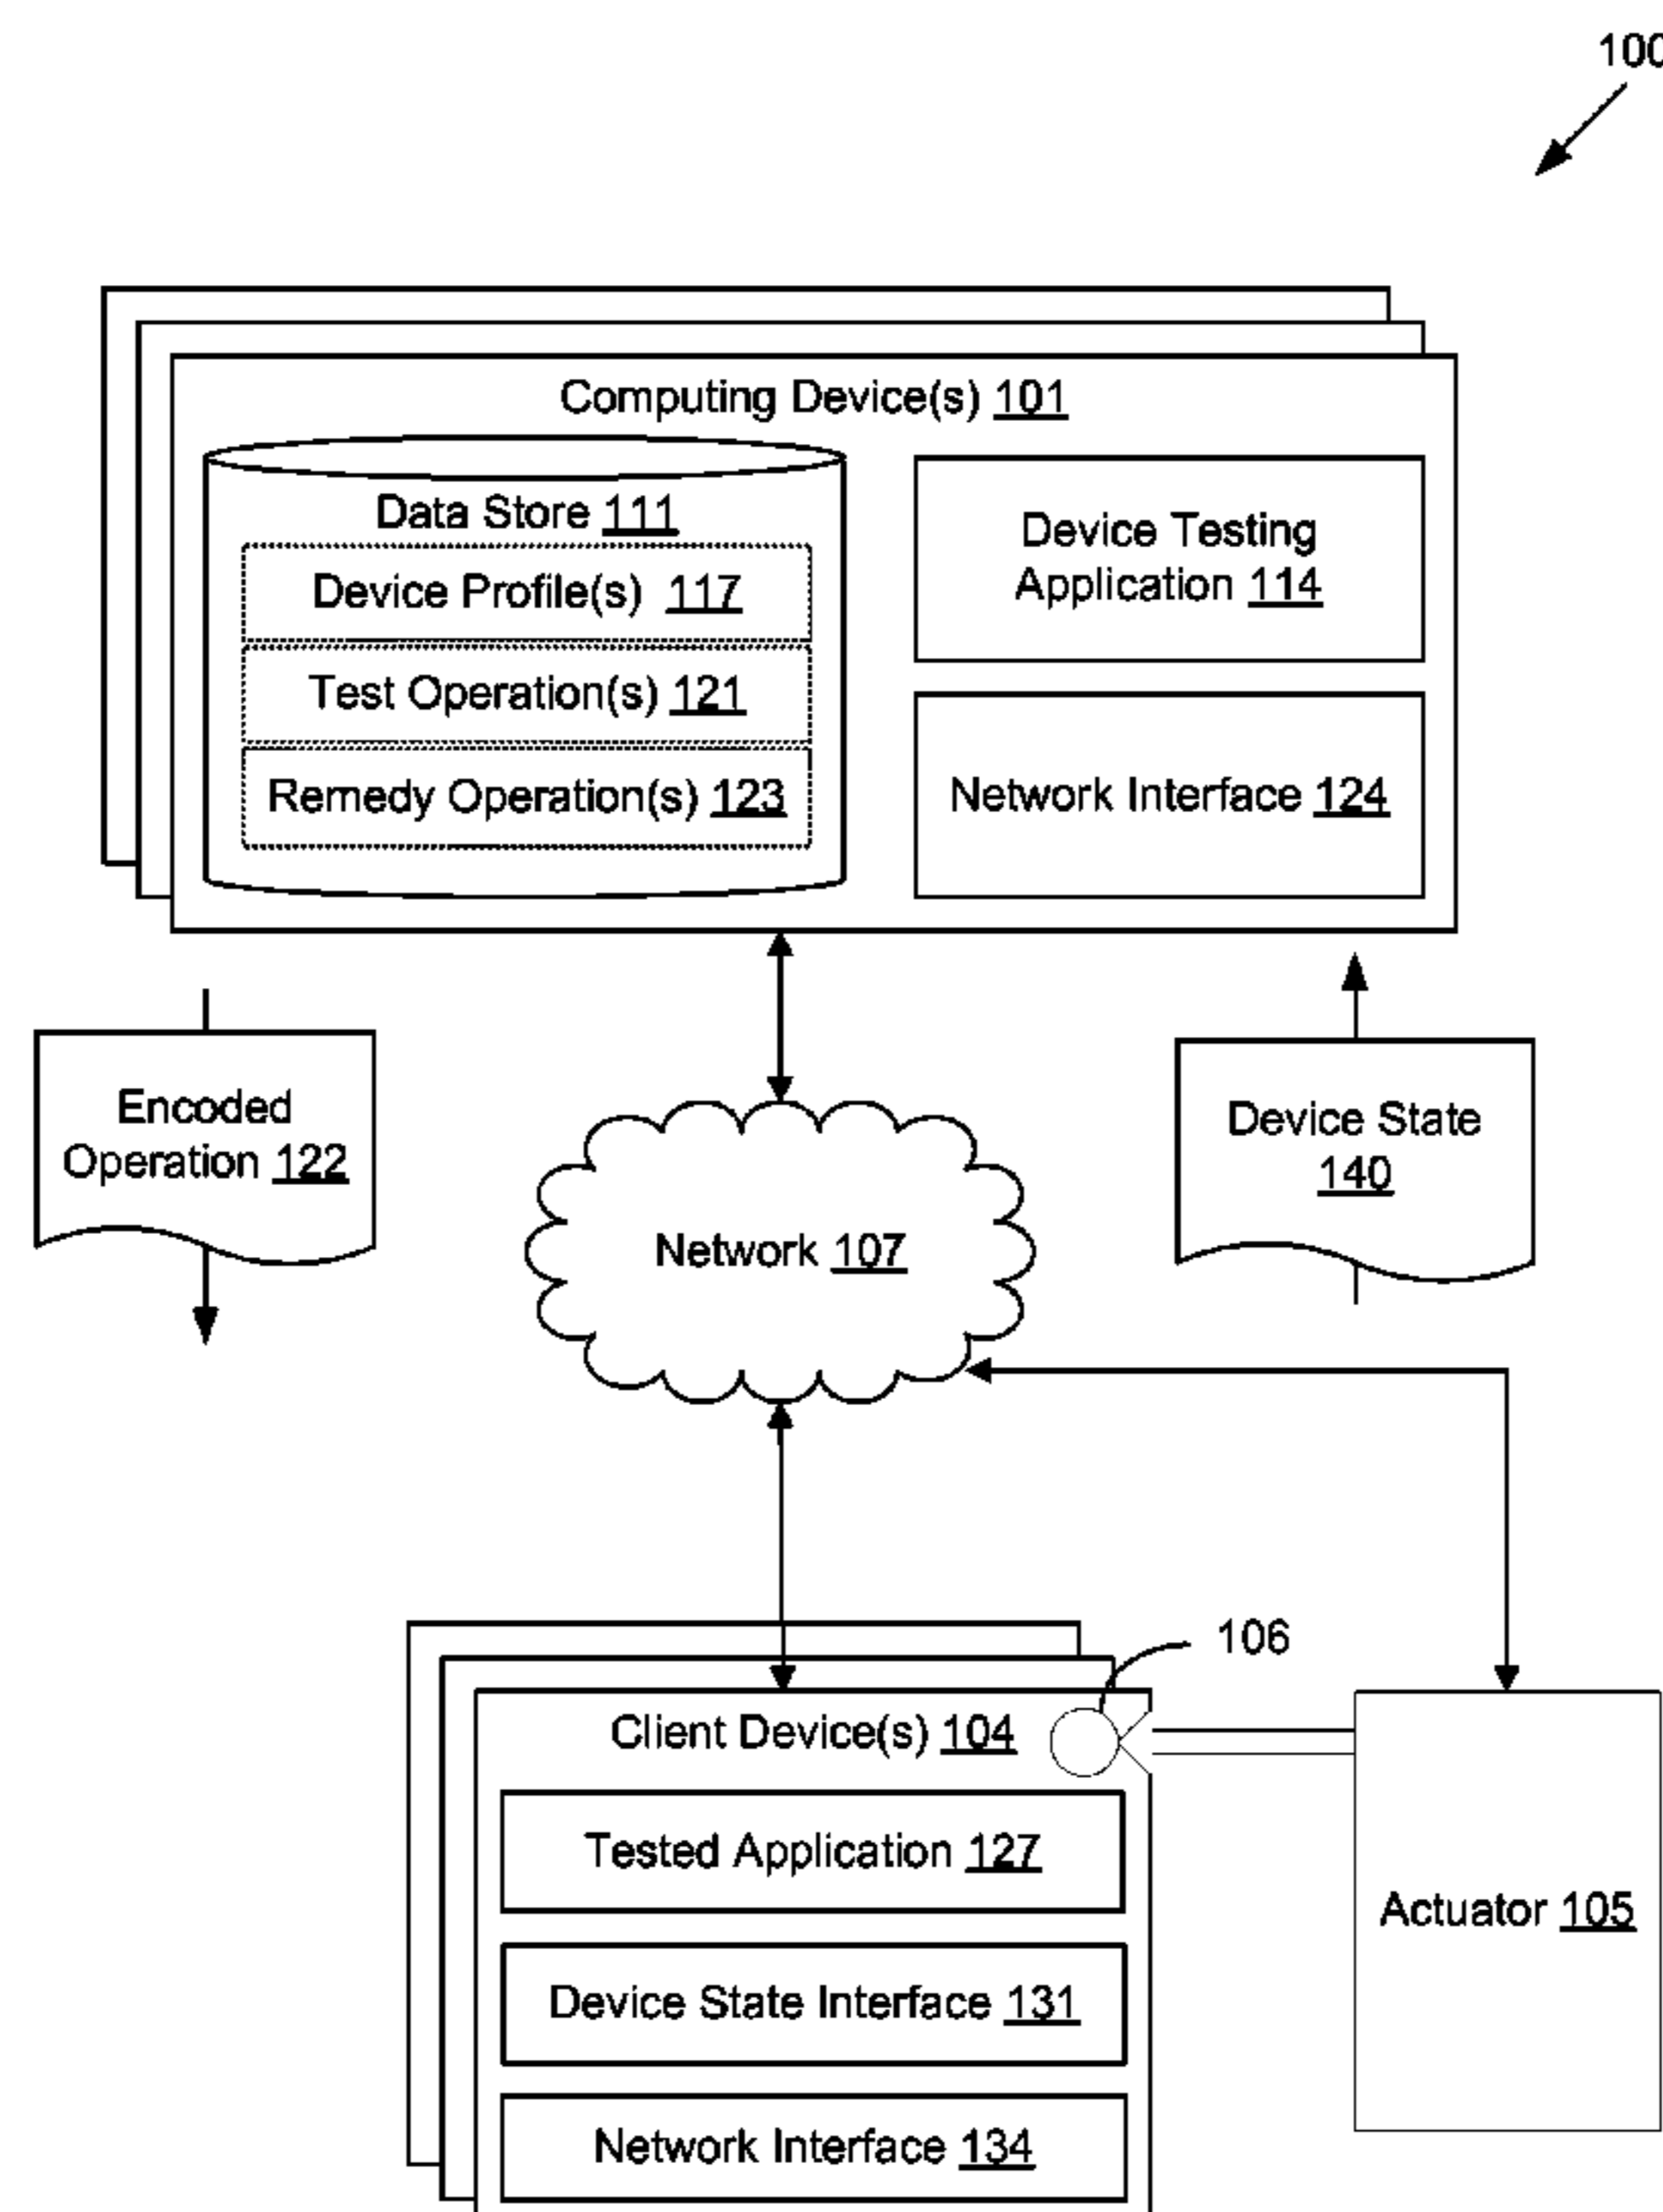 100
Computing Device(s) 101
Data Store 111
Device Profile(s) 117
Test Operation(s) 121
Remedy Operation(s) 123
Device Testing
Application 114
Network Interface 124
Encoded
Operation 122
Device State
140
Network 107
106
Client Device(s) 104
Tested Application 127
Device State Interface 131
Network Interface 134
Actuator 105